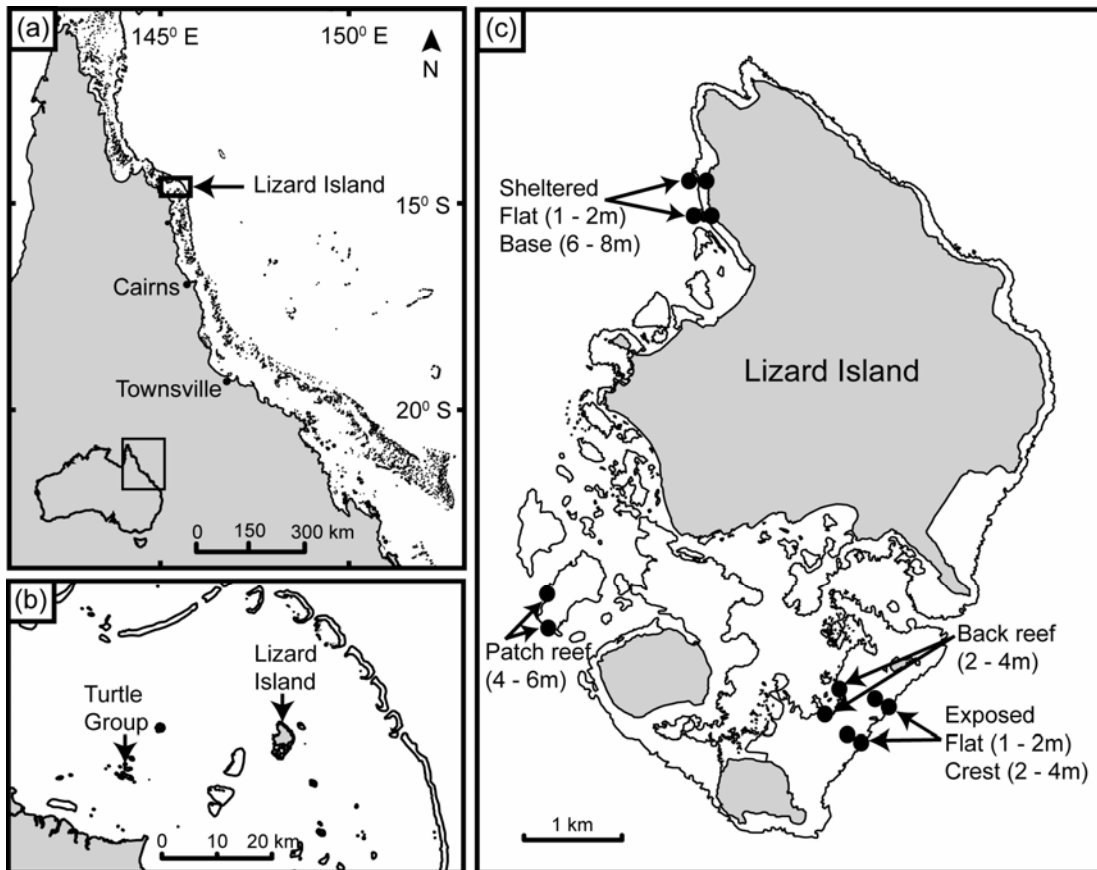 (a)
145⁰ E
150⁰ E
N
Lizard Island
15⁰ S
Cairns
Townsville
20⁰ S
0 150 300 km
(b)
Lizard
Island
Turtle
Group
0 10 20 km
(c)
Sheltered
Flat (1 - 2m)
Base (6 - 8m)
Lizard Island
Patch reef
(4 - 6m)
Back reef
(2 - 4m)
Exposed
Flat (1 - 2m)
Crest (2 - 4m)
1 km